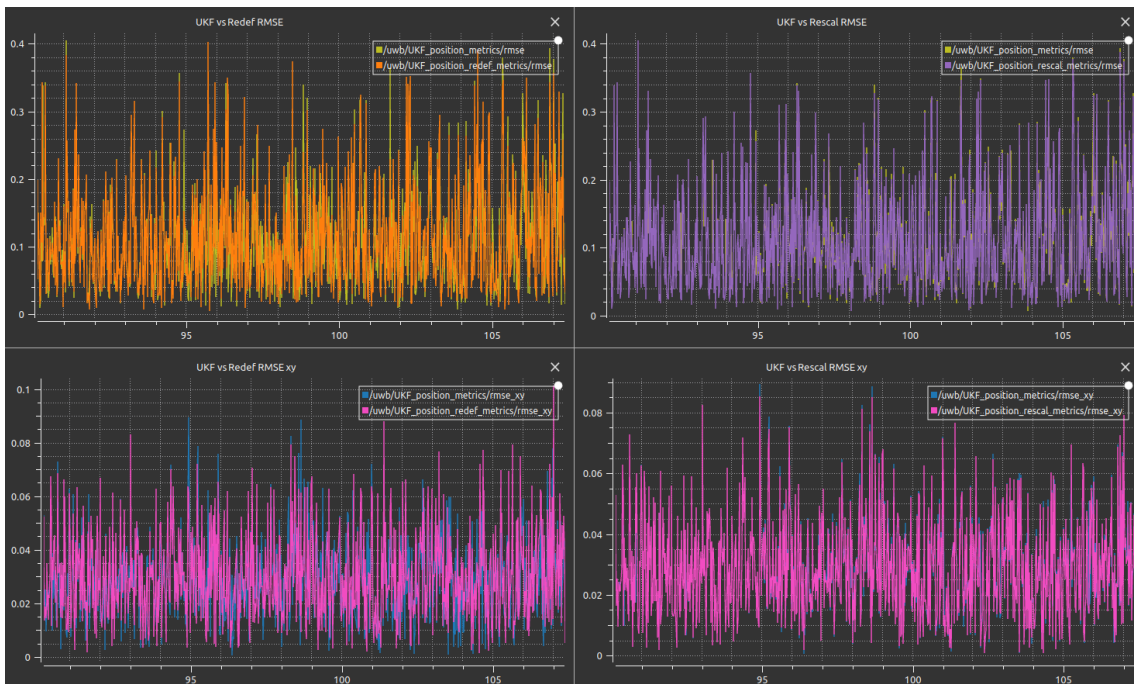 UKF vs Redef RMSE
/uwb/UKF_position_metrics/rmse
/uwb/UKF_position_redef_metrics/rmse
0.4
0.3
0.2
0.1
0
95
100
105
UKF vs Rescal RMSE
/uwb/UKF_position_metrics/rmse
/uwb/UKF_position_rescal_metrics/rmse
0.4
0.3
0.2
0.1
0
95
100
105
UKF vs Redef RMSE xy
/uwb/UKF_position_metrics/rmse_xy
/uwb/UKF_position_redef_metrics/rmse_xy
0.1
0.08
0.06
0.04
0.02
0
95
100
105
UKF vs Rescal RMSE xy
/uwb/UKF_position_metrics/rmse_xy
/uwb/UKF_position_rescal_metrics/rmse_xy
0.08
0.06
0.04
0.02
0
95
100
105